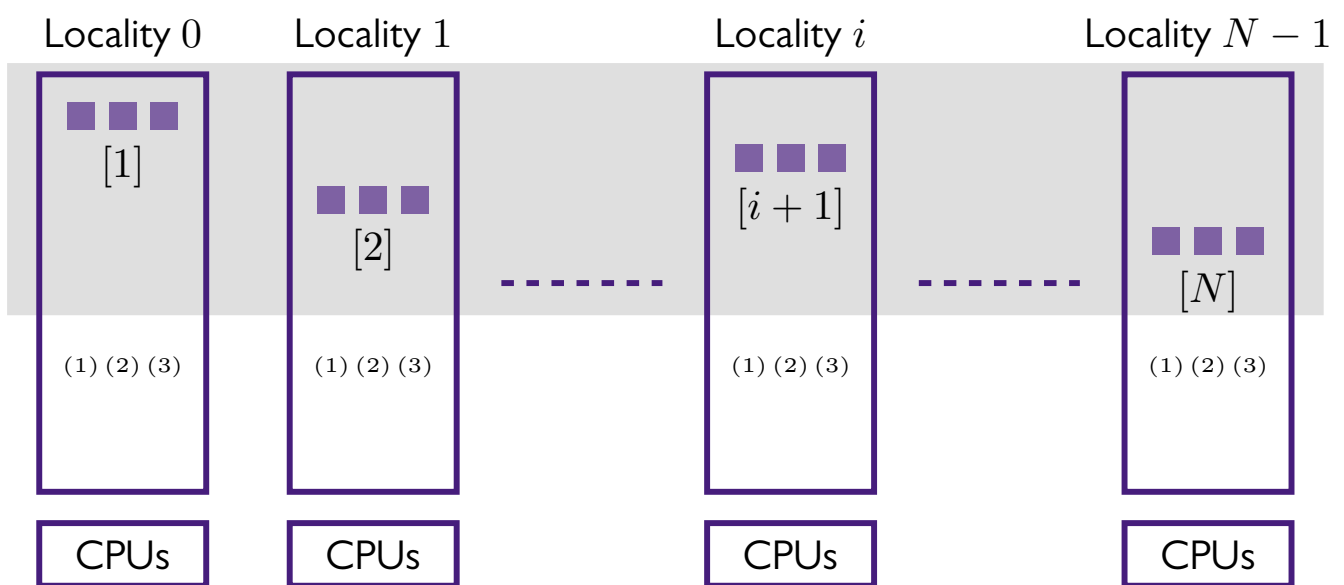 Locality 0 Locality 1 Locality i Locality N − 1
[1]
[2]
[i + 1]
[N]
(1) (2) (3) (1) (2) (3) (1) (2) (3) (1) (2) (3)
CPUs CPUs CPUs CPUs